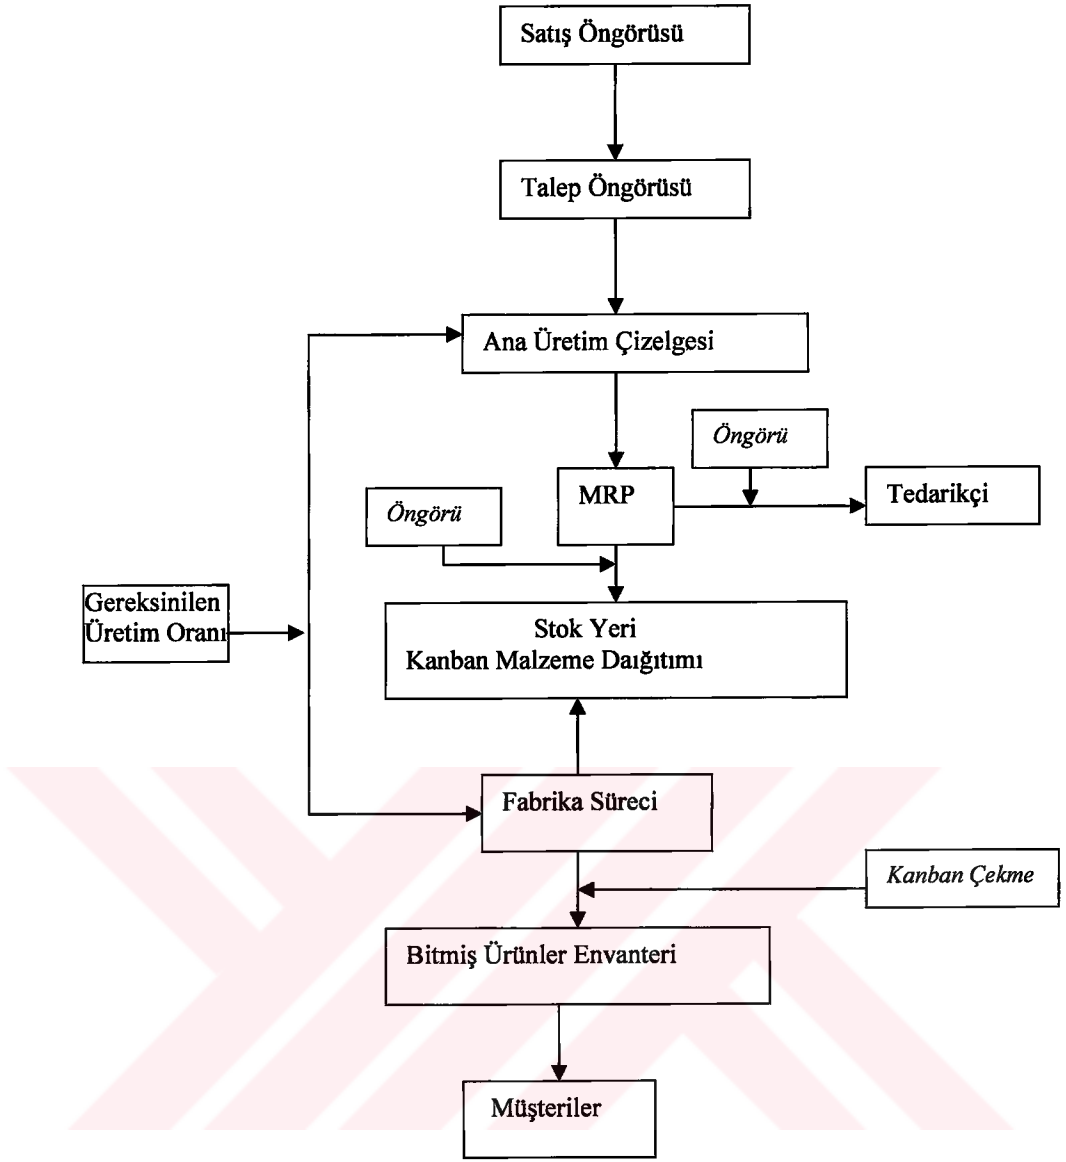 Satış Öngörüsü
Talep Öngörüsü
Ana Üretim Çizelgesi
Öngörü
MRP
Tedarikçi
Öngörü
Gereksinilen
Üretim Oranı
Stok Yeri
Kanban Malzeme Daığıtımı
Fabrika Süreci
Kanban Çekme
Bitmiş Ürünler Envanteri
Müşteriler